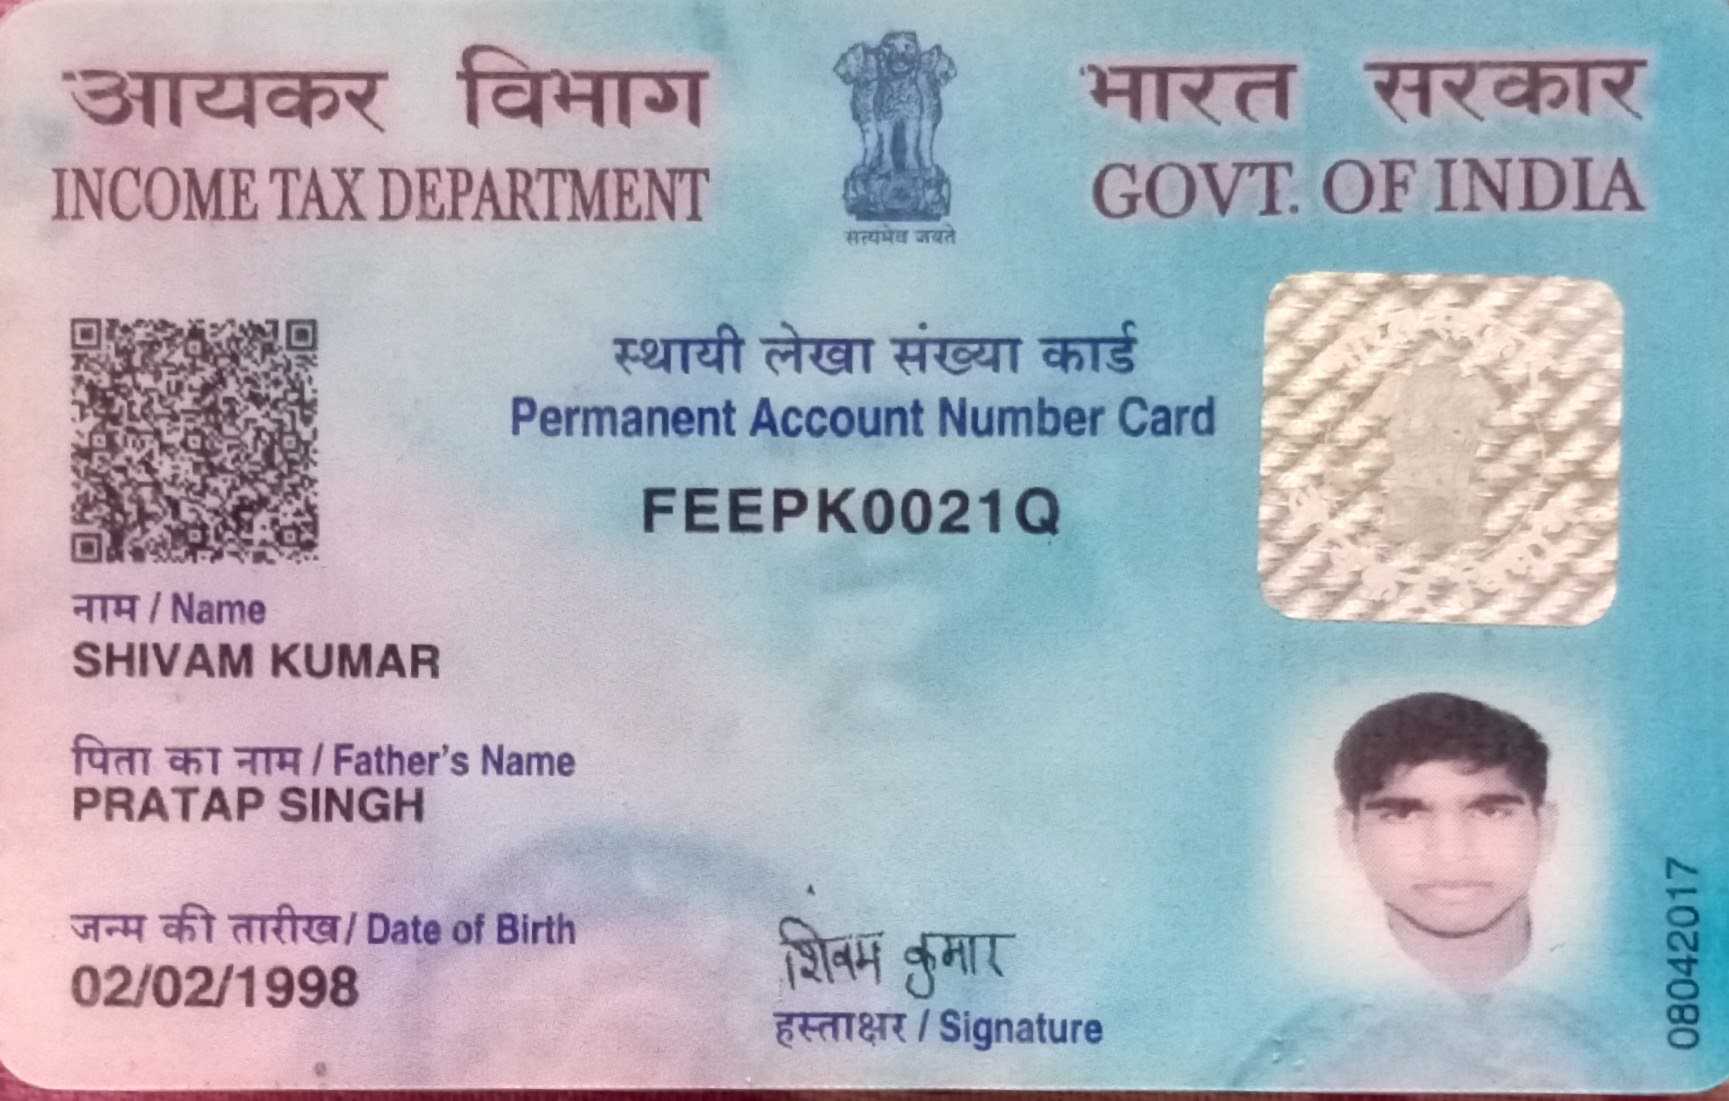 आयकर विभाग
INCOME TAX DEPARTMENT
सत्यमेव जयते
भारत सरकार
GOVT. OF INDIA
स्थायी लेखा संख्या कार्ड
Permanent Account Number Card
FEEPK0021Q
नाम / Name
SHIVAM KUMAR
पिता का नाम / Father's Name
PRATAP SINGH
जन्म की तारीख / Date of Birth
02/02/1998
शिवम कुमार
हस्ताक्षर / Signature
08042017